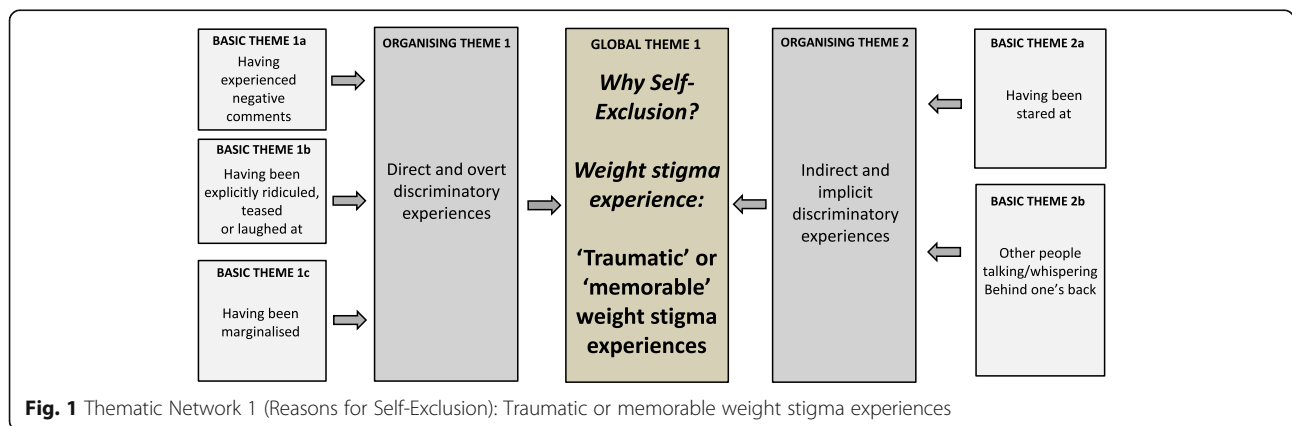 BASIC THEME 1a
Having
experienced
negative
comments
BASIC THEME 1b
Having been
explicitly ridiculed,
teased
or laughed at
BASIC THEME 1c
Having been
marginalised
ORGANISING THEME 1
Direct and overt
discriminatory
experiences
GLOBAL THEME 1
Why Self-
Exclusion?
Weight stigma
experience:
‘Traumatic’ or
‘memorable’
weight stigma
experiences
ORGANISING THEME 2
Indirect and
implicit
discriminatory
experiences
BASIC THEME 2a
Having been
stared at
BASIC THEME 2b
Other people
talking/whispering
Behind one’s back
Fig. 1 Thematic Network 1 (Reasons for Self-Exclusion): Traumatic or memorable weight stigma experiences